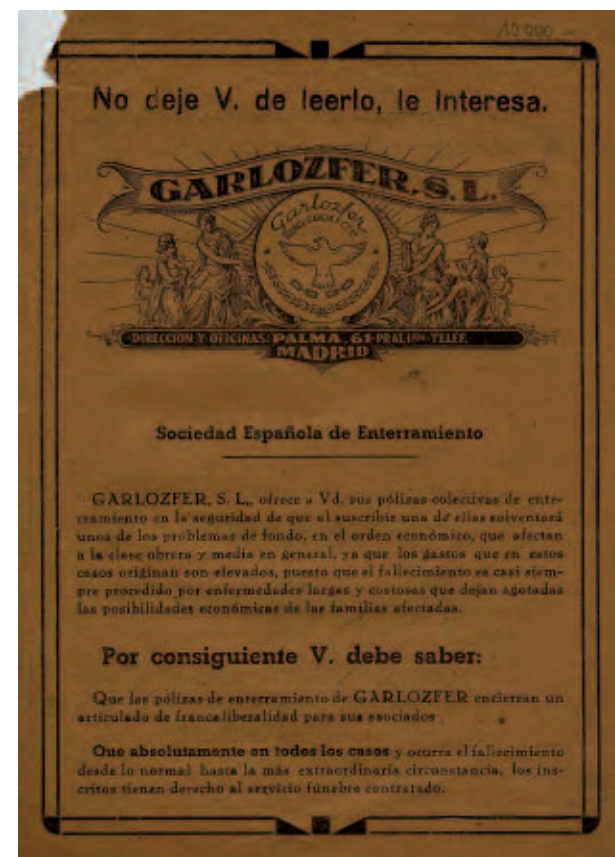 10.000.-
No deje V. de leerlo, le interesa.
GARLOZFER, S. L.
Garlozfer
DIRECCION Y OFICINAS: PALMA, 61-PRAL TELEF.
MADRID
Sociedad Española de Enterramiento
GARLOZFER, S. L., ofrece a Vd. sus pólizas colectivas de ente-
rramiento en la seguridad de que al suscribir una de ellas solventará
unos de los problemas de fondo, en el orden económico, que afectan
a la clase obrera y media en general, ya que los gastos que en estos
casos originan son elevados, puesto que el fallecimiento es casi siem-
pre procedido por enfermedades largas y costosas que dejan agotadas
las posibilidades económicas de las familias afectadas.
Por consiguiente V. debe saber:
Que las pólizas de enterramiento de GARLOZFER encierran un
articulado de franca liberalidad para sus asociados
Que absolutamente en todos los casos y ocurra el fallecimiento
desde lo normal hasta la más extraordinaria circunstancia, los ins-
critos tienen derecho al servicio fúnebre contratado.